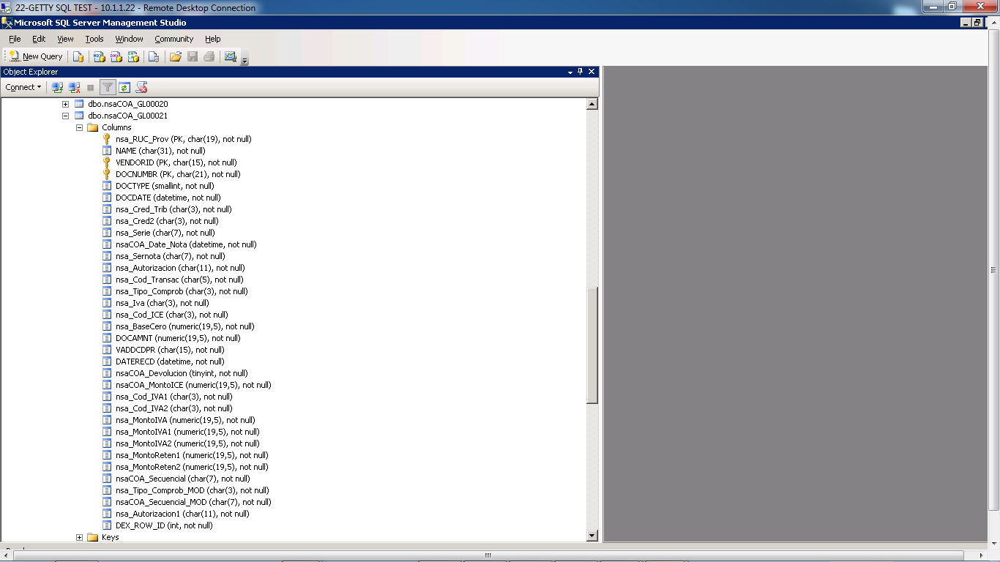 22-GETTY SQL TEST - 10.1.1.22 - Remote Desktop Connection
Microsoft SQL Server Management Studio
File Edit View Tools Window Community Help
New Query
Object Explorer
Connect
dbo.nsaCOA_GL00020
dbo.nsaCOA_GL00021
Columns
nsa_RUC_Prov (PK, char(19), not null)
NAME (char(31), not null)
VENDORID (PK, char(15), not null)
DOCNUMBR (PK, char(21), not null)
DOCTYPE (smallint, not null)
DOCDATE (datetime, not null)
nsa_Cred_Trib (char(3), not null)
nsa_Cred2 (char(3), not null)
nsa_Serie (char(7), not null)
nsaCOA_Date_Nota (datetime, not null)
nsa_Sernota (char(7), not null)
nsa_Autorizacion (char(11), not null)
nsa_Cod_Transac (char(5), not null)
nsa_Tipo_Comprob (char(3), not null)
nsa_Iva (char(3), not null)
nsa_Cod_ICE (char(3), not null)
nsa_BaseCero (numeric(19,5), not null)
DOCAMNT (numeric(19,5), not null)
VADDCDPR (char(15), not null)
DATERECD (datetime, not null)
nsaCOA_Devolucion (tinyint, not null)
nsaCOA_MontoICE (numeric(19,5), not null)
nsa_Cod_IVA1 (char(3), not null)
nsa_Cod_IVA2 (char(3), not null)
nsa_MontoIVA (numeric(19,5), not null)
nsa_MontoIVA1 (numeric(19,5), not null)
nsa_MontoIVA2 (numeric(19,5), not null)
nsa_MontoReten1 (numeric(19,5), not null)
nsa_MontoReten2 (numeric(19,5), not null)
nsaCOA_Secuencial (char(7), not null)
nsa_Tipo_Comprob_MOD (char(3), not null)
nsaCOA_Secuencial_MOD (char(7), not null)
nsa_Autorizacion1 (char(11), not null)
DEX_ROW_ID (int, not null)
Keys